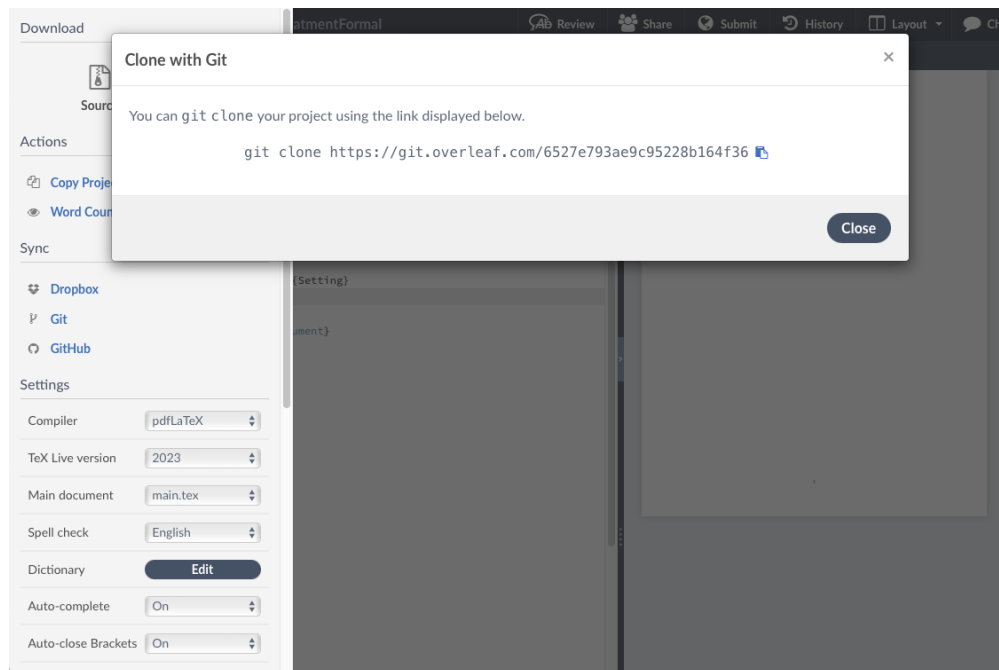 Download
atmentFormal
Review
Share
Submit
History
Layout
Clone with Git
×
Sourc
You can git clone your project using the link displayed below.
git clone https://git.overleaf.com/6527e793ae9c95228b164f36
Actions
Copy Proje
Word Coun
Close
Sync
{Setting}
Dropbox
Git
ument}
GitHub
Settings
Compiler pdfLaTeX
TeX Live version 2023
Main document main.tex
Spell check English
Dictionary Edit
Auto-complete On
Auto-close Brackets On